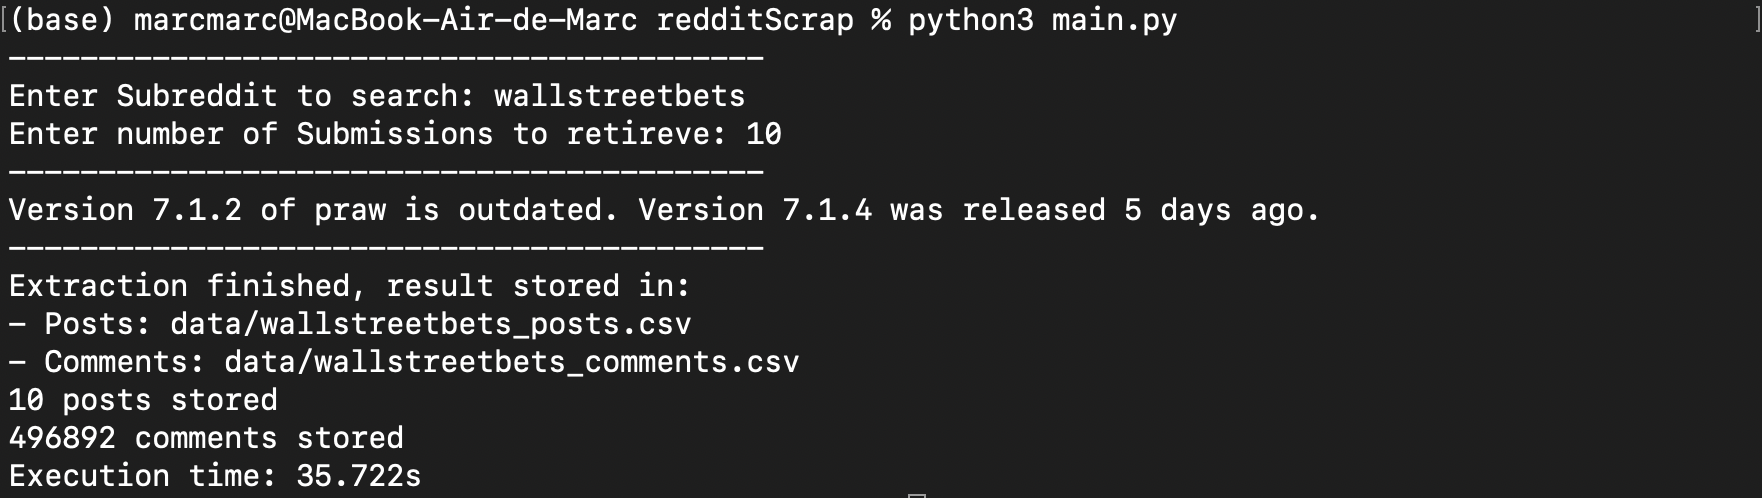 [(base) marcmarc@MacBook-Air-de-Marc redditScrap % python3 main.py ]
------------------------------------------
Enter Subreddit to search: wallstreetbets
Enter number of Submissions to retireve: 10
------------------------------------------
Version 7.1.2 of praw is outdated. Version 7.1.4 was released 5 days ago.
------------------------------------------
Extraction finished, result stored in:
- Posts: data/wallstreetbets_posts.csv
- Comments: data/wallstreetbets_comments.csv
10 posts stored
496892 comments stored
Execution time: 35.722s